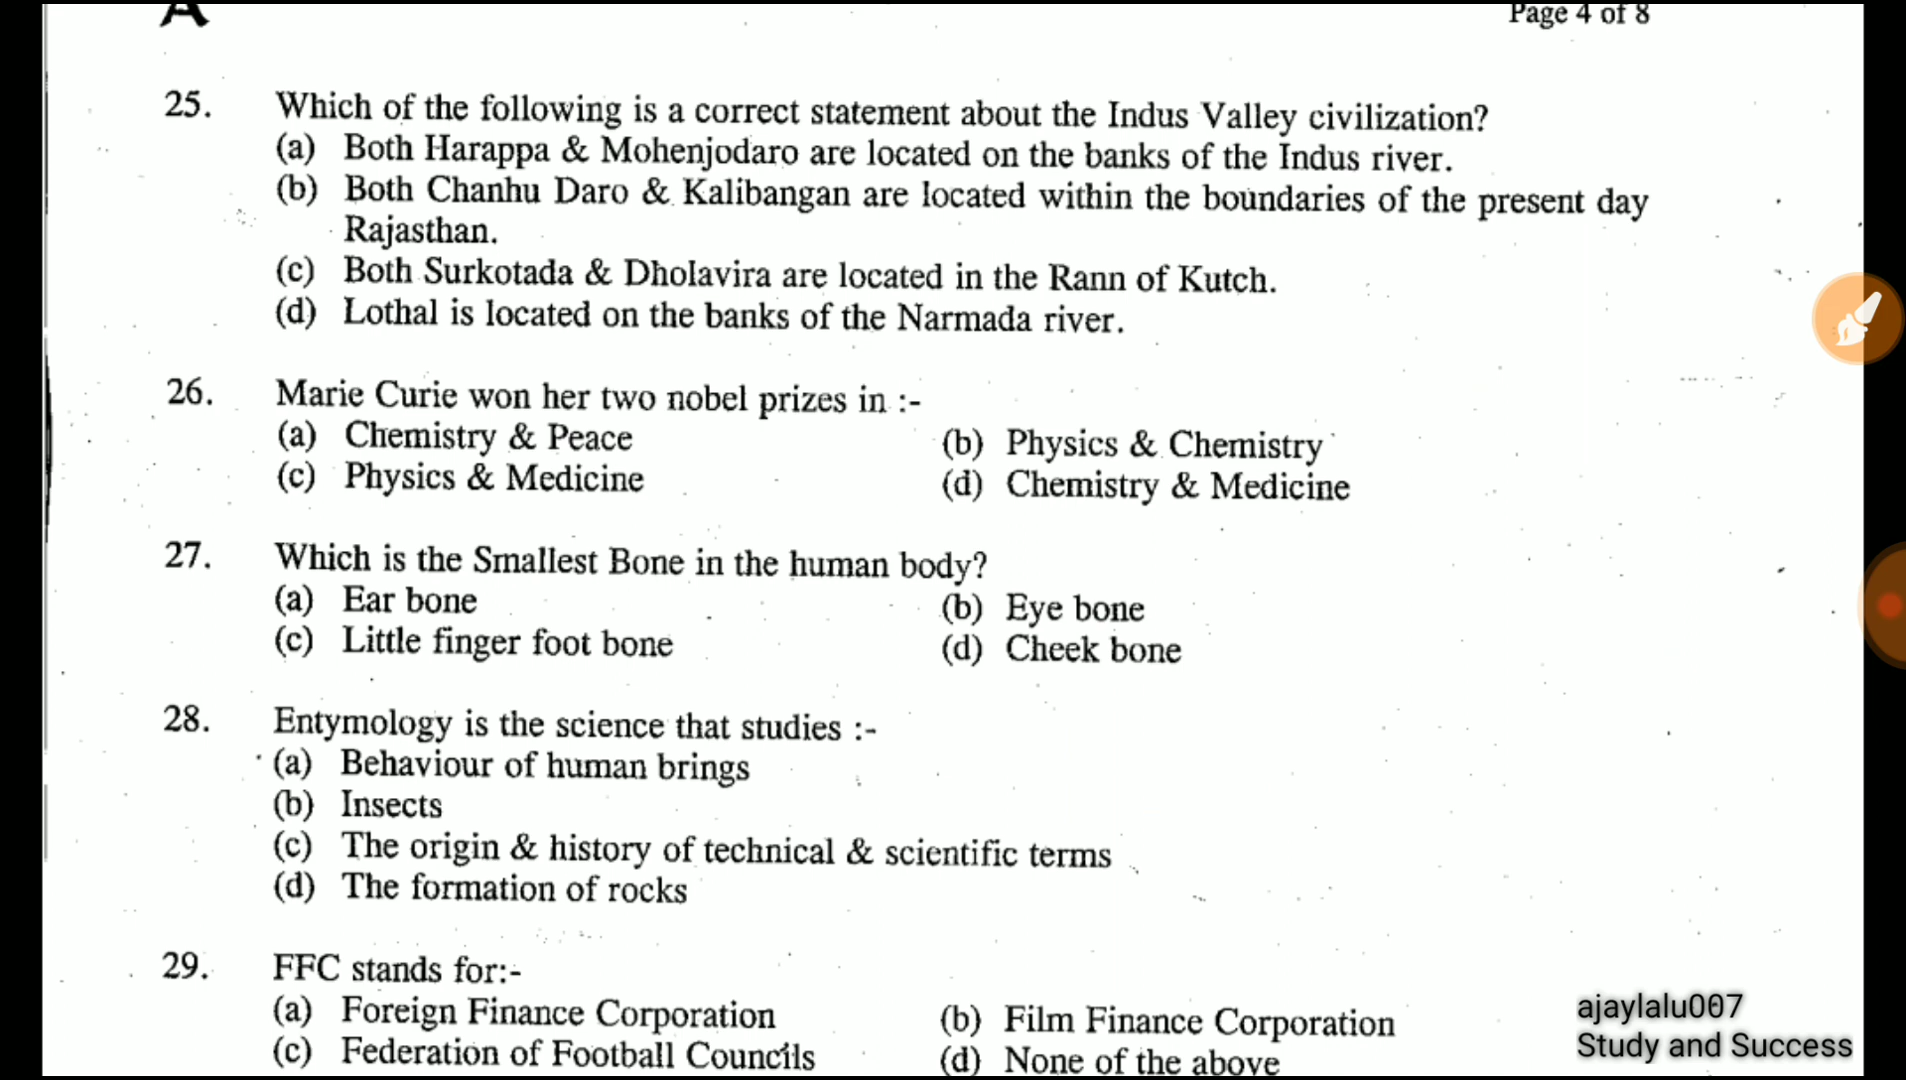 A
Page 4 of 8
25. Which of the following is a correct statement about the Indus Valley civilization?
(a) Both Harappa & Mohenjodaro are located on the banks of the Indus river.
(b) Both Chanhu Daro & Kalibangan are located within the boundaries of the present day
Rajasthan.
(c) Both Surkotada & Dholavira are located in the Rann of Kutch.
(d) Lothal is located on the banks of the Narmada river.
26. Marie Curie won her two nobel prizes in :-
(a) Chemistry & Peace (b) Physics & Chemistry
(c) Physics & Medicine (d) Chemistry & Medicine
27. Which is the Smallest Bone in the human body?
(a) Ear bone (b) Eye bone
(c) Little finger foot bone (d) Cheek bone
28. Entymology is the science that studies :-
(a) Behaviour of human brings
(b) Insects
(c) The origin & history of technical & scientific terms
(d) The formation of rocks
29. FFC stands for:-
(a) Foreign Finance Corporation (b) Film Finance Corporation
(c) Federation of Football Councils (d) None of the above
ajaylalu007
Study and Success